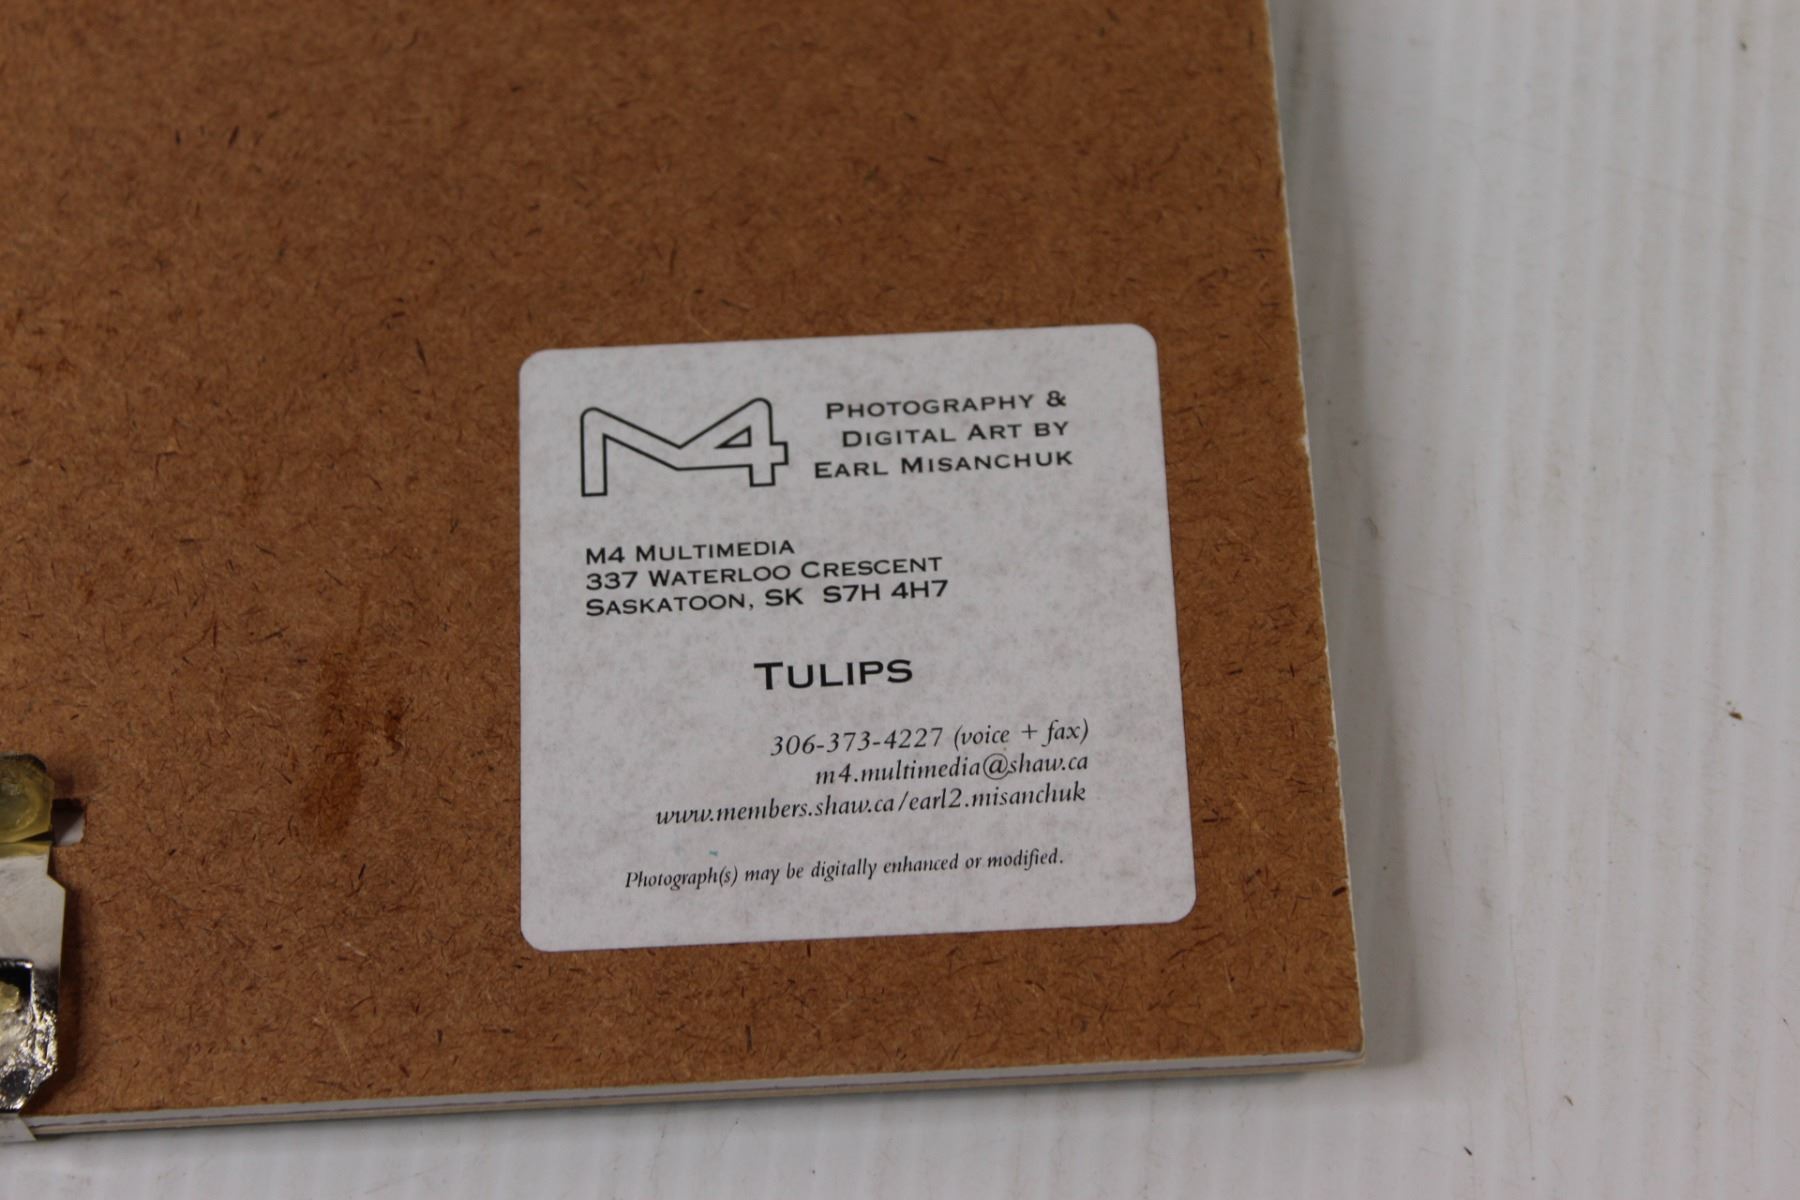 M4
PHOTOGRAPHY &
DIGITAL ART BY
EARL MISANCHUK
M4 MULTIMEDIA
337 WATERLOO CRESCENT
SASKATOON, SK S7H 4H7
TULIPS
306-373-4227 (voice + fax)
m4.multimedia@shaw.ca
www.members.shaw.ca/earl2.misanchuk
Photograph(s) may be digitally enhanced or modified.